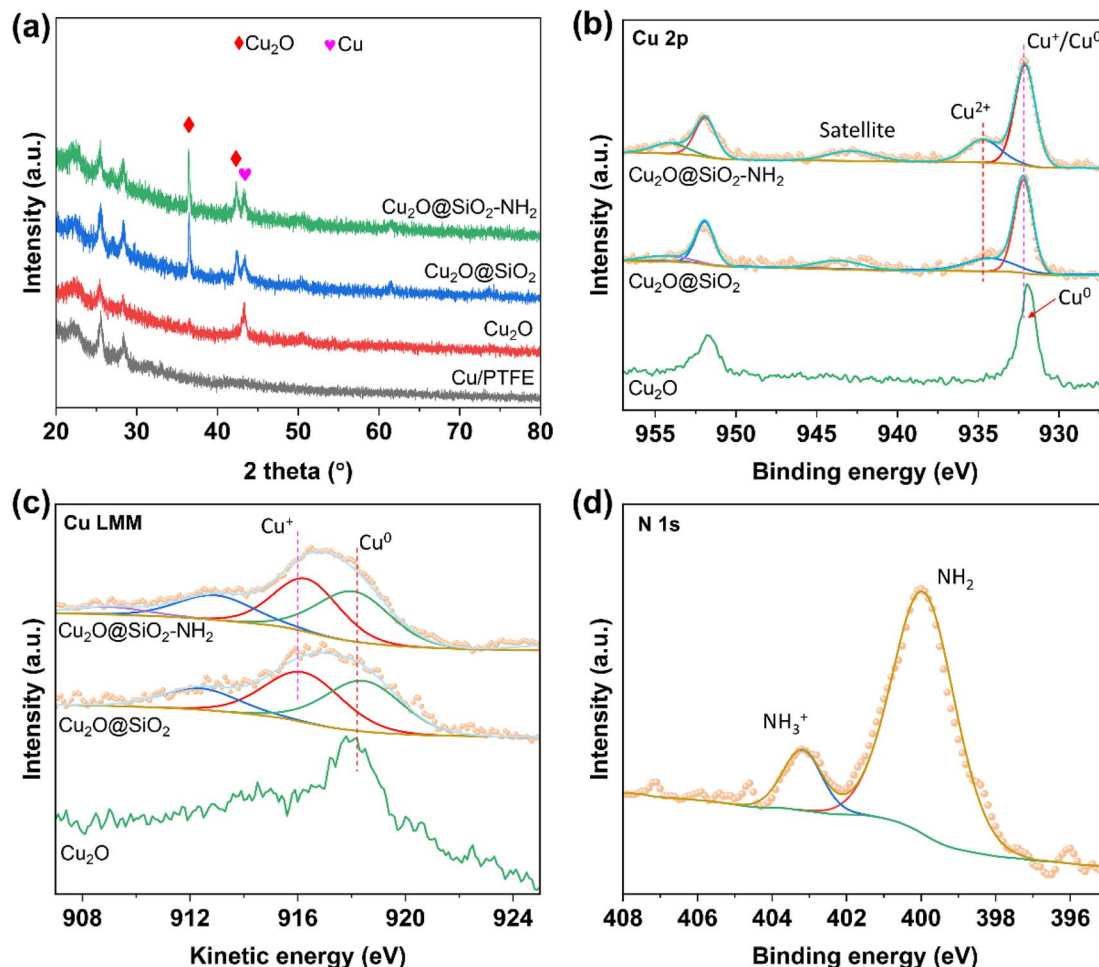 (a)
♦Cu₂O ♥Cu
Cu₂O@SiO₂-NH₂
Cu₂O@SiO₂
Cu₂O
Cu/PTFE
Intensity (a.u.)
20 30 40 50 60 70 80
2 theta (°)
(b)
Cu 2p
Cu⁺/Cu⁰
Cu²⁺
Satellite
Cu₂O@SiO₂-NH₂
Cu₂O@SiO₂
Cu⁰
Cu₂O
Intensity (a.u.)
955 950 945 940 935 930
Binding energy (eV)
(c)
Cu LMM
Cu⁺
Cu⁰
Cu₂O@SiO₂-NH₂
Cu₂O@SiO₂
Cu₂O
Intensity (a.u.)
908 912 916 920 924
Kinetic energy (eV)
(d)
N 1s
NH₂
NH₃⁺
Intensity (a.u.)
408 406 404 402 400 398 396
Binding energy (eV)